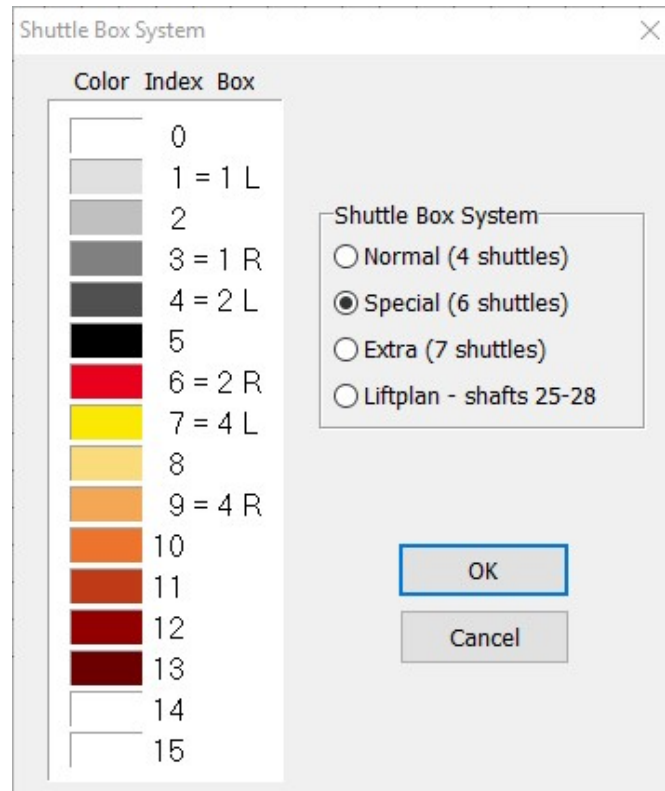 Shuttle Box System
Color Index Box
0
1 = 1 L
2
3 = 1 R
4 = 2 L
5
6 = 2 R
7 = 4 L
8
9 = 4 R
10
11
12
13
14
15
Shuttle Box System
Normal (4 shuttles)
Special (6 shuttles)
Extra (7 shuttles)
Liftplan - shafts 25-28
OK
Cancel